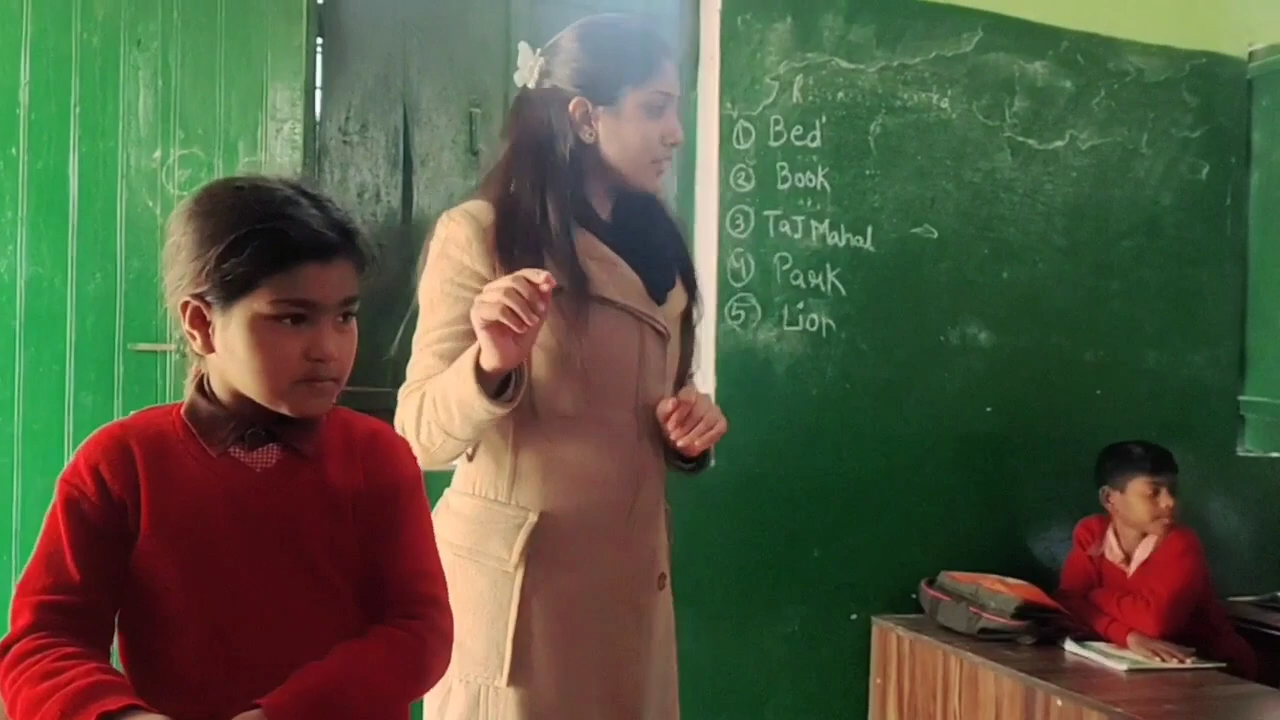 ① Bed
② Book
③ TaJ Mahal →
④ Park
⑤ Lion